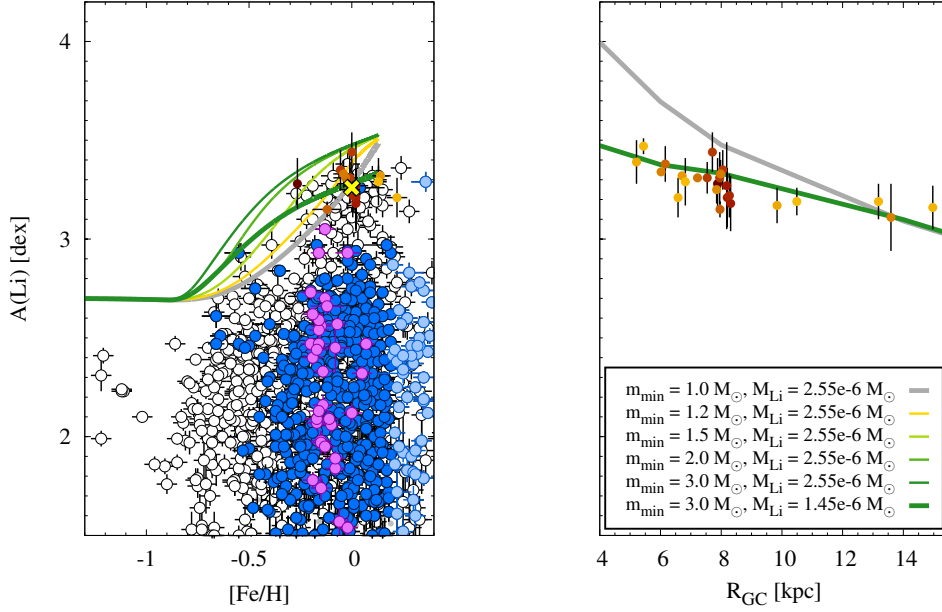 4
3
2
A(Li) [dex]
-1 -0.5 0
[Fe/H]
m_min = 1.0 M_⊙, M_Li = 2.55e-6 M_⊙
m_min = 1.2 M_⊙, M_Li = 2.55e-6 M_⊙
m_min = 1.5 M_⊙, M_Li = 2.55e-6 M_⊙
m_min = 2.0 M_⊙, M_Li = 2.55e-6 M_⊙
m_min = 3.0 M_⊙, M_Li = 2.55e-6 M_⊙
m_min = 3.0 M_⊙, M_Li = 1.45e-6 M_⊙
4 6 8 10 12 14
R_GC [kpc]